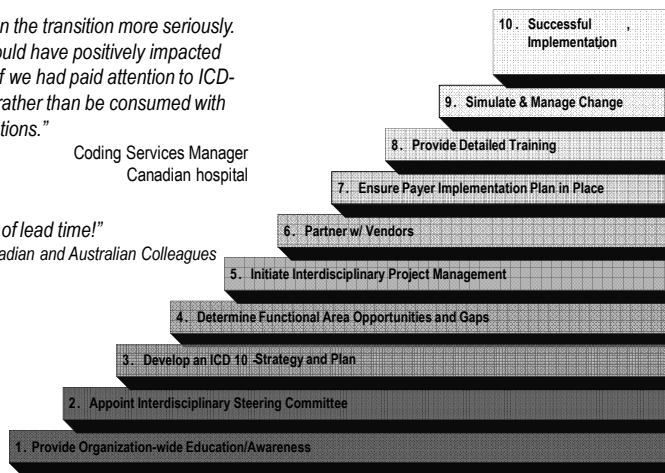 n the transition more seriously.
ould have positively impacted
f we had paid attention to ICD-
rather than be consumed with
tions.”
Coding Services Manager
Canadian hospital
of lead time!”
adian and Australian Colleagues
10 . Successful ,
Implementation
9. Simulate & Manage Change
8. Provide Detailed Training
7. Ensure Payer Implementation Plan in Place
6. Partner w/ Vendors
5. Initiate Interdisciplinary Project Management
4. Determine Functional Area Opportunities and Gaps
3. Develop an ICD 10 -Strategy and Plan
2. Appoint Interdisciplinary Steering Committee
1. Provide Organization-wide Education/Awareness